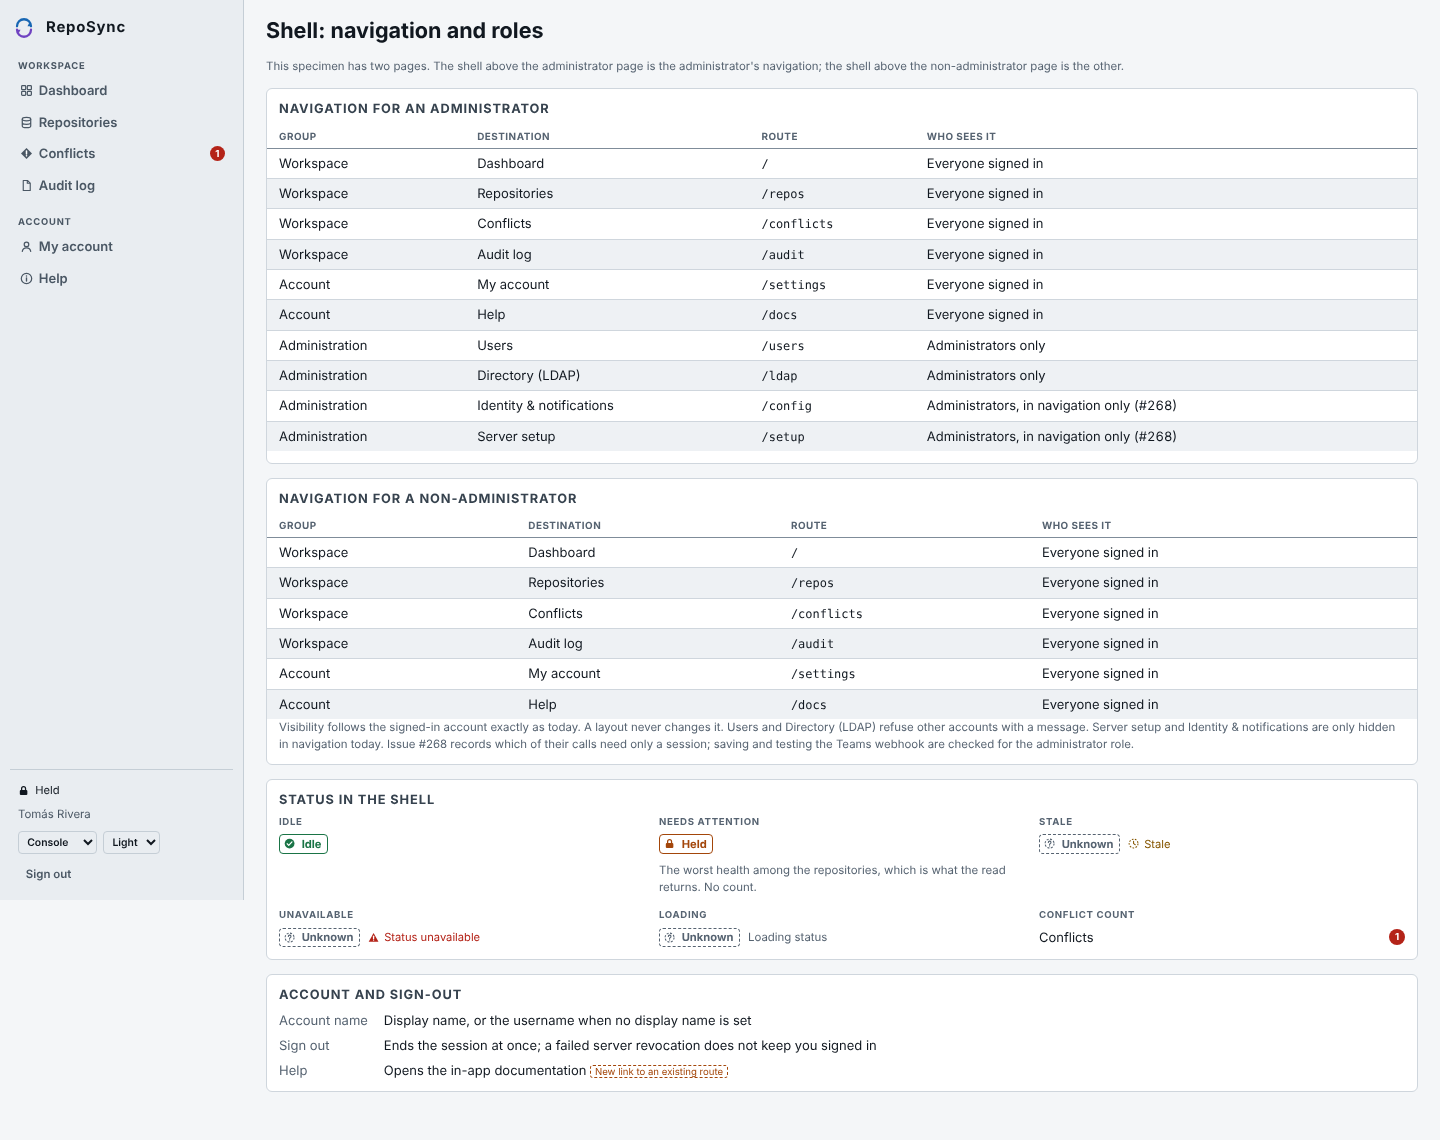 RepoSync
WORKSPACE
Dashboard
Repositories
Conflicts 1
Audit log
ACCOUNT
My account
Help
Held
Tomás Rivera
Console Light
Sign out
Shell: navigation and roles
This specimen has two pages. The shell above the administrator page is the administrator's navigation; the shell above the non-administrator page is the other.
NAVIGATION FOR AN ADMINISTRATOR
GROUP DESTINATION ROUTE WHO SEES IT
Workspace Dashboard / Everyone signed in
Workspace Repositories /repos Everyone signed in
Workspace Conflicts /conflicts Everyone signed in
Workspace Audit log /audit Everyone signed in
Account My account /settings Everyone signed in
Account Help /docs Everyone signed in
Administration Users /users Administrators only
Administration Directory (LDAP) /ldap Administrators only
Administration Identity & notifications /config Administrators, in navigation only (#268)
Administration Server setup /setup Administrators, in navigation only (#268)
NAVIGATION FOR A NON-ADMINISTRATOR
GROUP DESTINATION ROUTE WHO SEES IT
Workspace Dashboard / Everyone signed in
Workspace Repositories /repos Everyone signed in
Workspace Conflicts /conflicts Everyone signed in
Workspace Audit log /audit Everyone signed in
Account My account /settings Everyone signed in
Account Help /docs Everyone signed in
Visibility follows the signed-in account exactly as today. A layout never changes it. Users and Directory (LDAP) refuse other accounts with a message. Server setup and Identity & notifications are only hidden
in navigation today. Issue #268 records which of their calls need only a session; saving and testing the Teams webhook are checked for the administrator role.
STATUS IN THE SHELL
IDLE NEEDS ATTENTION STALE
Idle Held Unknown Stale
The worst health among the repositories, which is what the read
returns. No count.
UNAVAILABLE LOADING CONFLICT COUNT
Unknown Status unavailable Unknown Loading status Conflicts 1
ACCOUNT AND SIGN-OUT
Account name Display name, or the username when no display name is set
Sign out Ends the session at once; a failed server revocation does not keep you signed in
Help Opens the in-app documentation New link to an existing route